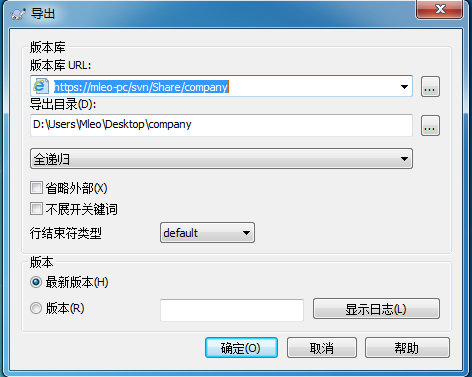 导出
版本库
版本库 URL:
https://mleo-pc/svn/Share/company
...
导出目录(D):
D:\Users\Mleo\Desktop\company
...
全递归
省略外部(X)
不展开关键词
行结束符类型 default
版本
最新版本(H)
版本(R) 显示日志(L)
确定(O) 取消 帮助